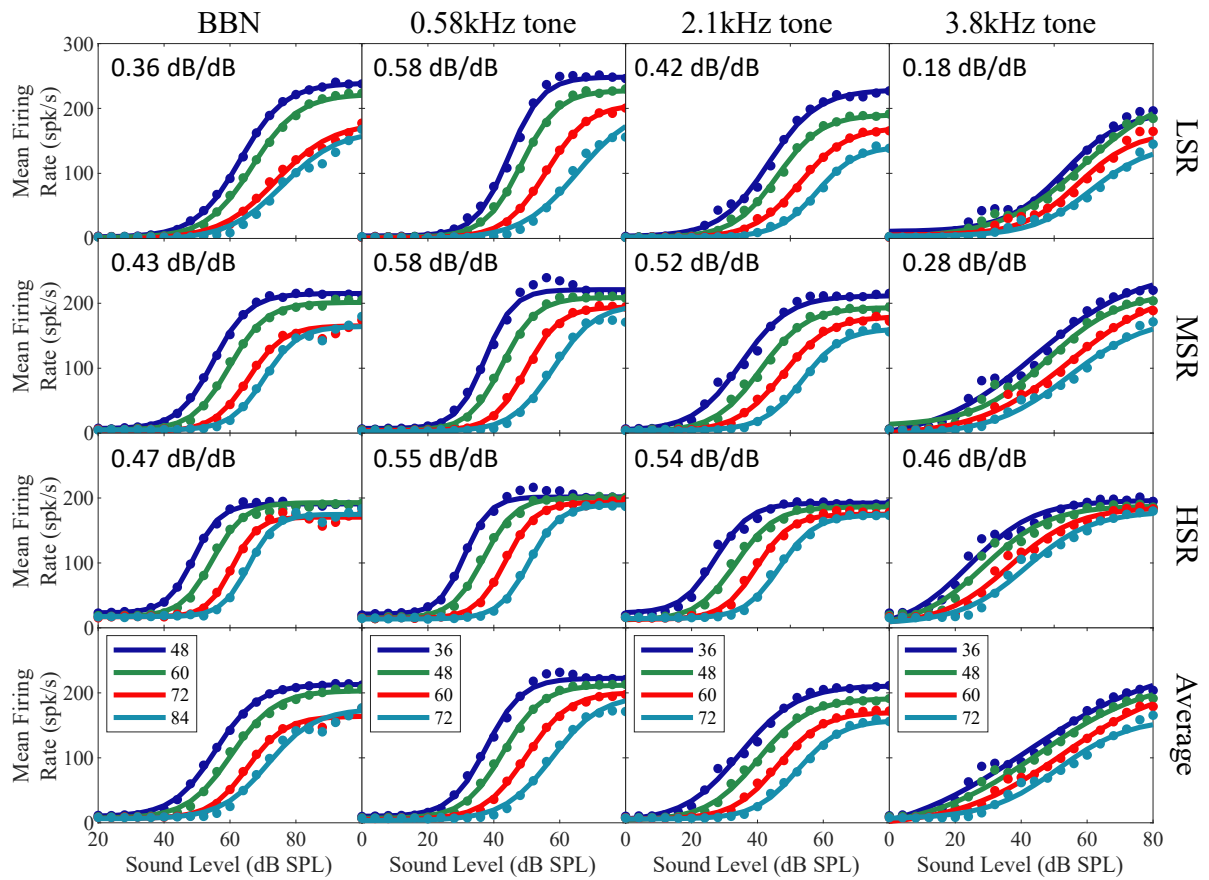 BBN 0.58kHz tone 2.1kHz tone 3.8kHz tone
300
200
100
0
Mean Firing
Rate (spk/s)
0.36 dB/dB 0.58 dB/dB 0.42 dB/dB 0.18 dB/dB
LSR
200
100
0
Mean Firing
Rate (spk/s)
0.43 dB/dB 0.58 dB/dB 0.52 dB/dB 0.28 dB/dB
MSR
200
100
0
Mean Firing
Rate (spk/s)
0.47 dB/dB 0.55 dB/dB 0.54 dB/dB 0.46 dB/dB
HSR
200
100
0
Mean Firing
Rate (spk/s)
48 36 36 36
60 48 48 48
72 60 60 60
84 72 72 72
Average
20 40 60 80 0 20 40 60 0 20 40 60 0 20 40 60 80
Sound Level (dB SPL) Sound Level (dB SPL) Sound Level (dB SPL) Sound Level (dB SPL)